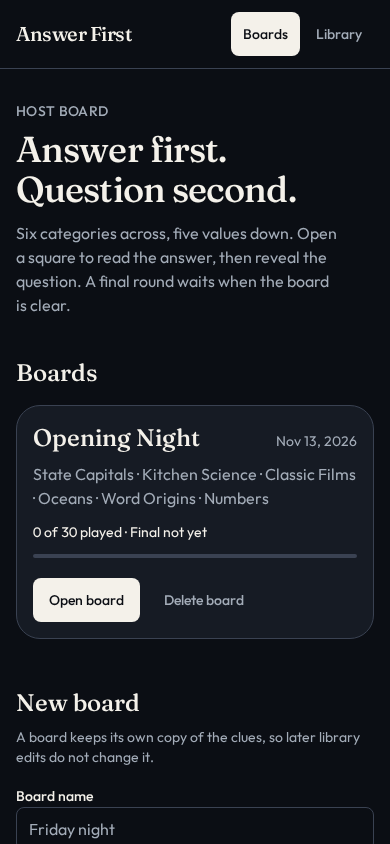 Answer First
Boards
Library
HOST BOARD
Answer first.
Question second.
Six categories across, five values down. Open
a square to read the answer, then reveal the
question. A final round waits when the board
is clear.
Boards
Opening Night
Nov 13, 2026
State Capitals · Kitchen Science · Classic Films
· Oceans · Word Origins · Numbers
0 of 30 played · Final not yet
Open board
Delete board
New board
A board keeps its own copy of the clues, so later library
edits do not change it.
Board name
Friday night